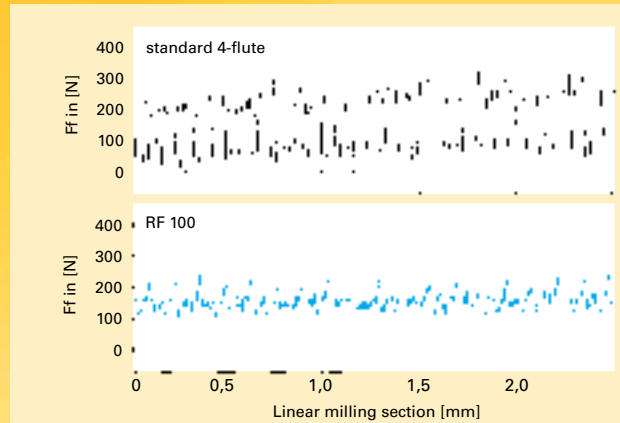 standard 4-flute
Ff in [N]
400
300
200
100
0
RF 100
Ff in [N]
400
300
200
100
0
0 0,5 1,0 1,5 2,0
Linear milling section [mm]